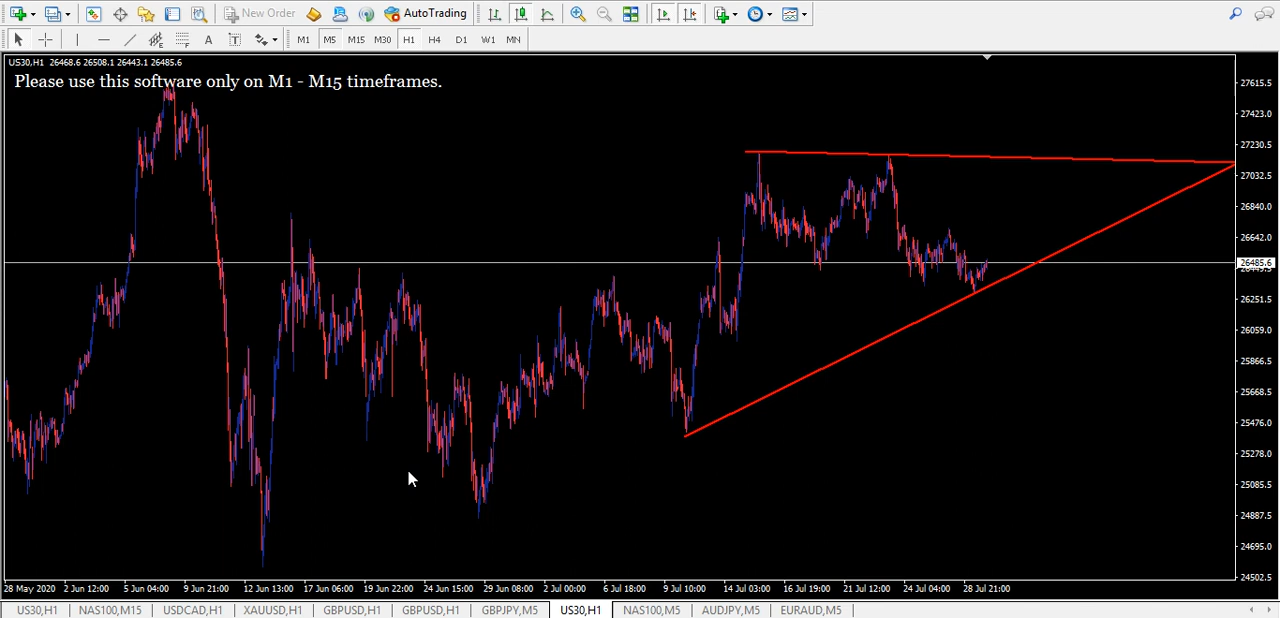 New Order AutoTrading
A T M1 M5 M15 M30 H1 H4 D1 W1 MN
US30,H1 26468.6 26508.1 26443.1 26485.6
Please use this software only on M1 - M15 timeframes.
27615.5
27423.0
27230.5
27032.5
26840.0
26642.0
26485.6
26251.5
26059.0
25866.5
25668.5
25476.0
25278.0
25085.5
24887.5
24695.0
24502.5
28 May 2020 2 Jun 12:00 5 Jun 04:00 9 Jun 21:00 12 Jun 13:00 17 Jun 06:00 19 Jun 22:00 24 Jun 15:00 29 Jun 08:00 2 Jul 00:00 6 Jul 18:00 9 Jul 10:00 14 Jul 03:00 16 Jul 19:00 21 Jul 12:00 24 Jul 04:00 28 Jul 21:00
US30,H1 NAS100,M15 USDCAD,H1 XAUUSD,H1 GBPUSD,H1 GBPUSD,H1 GBPJPY,M5 US30,H1 NAS100,M5 AUDJPY,M5 EURAUD,M5